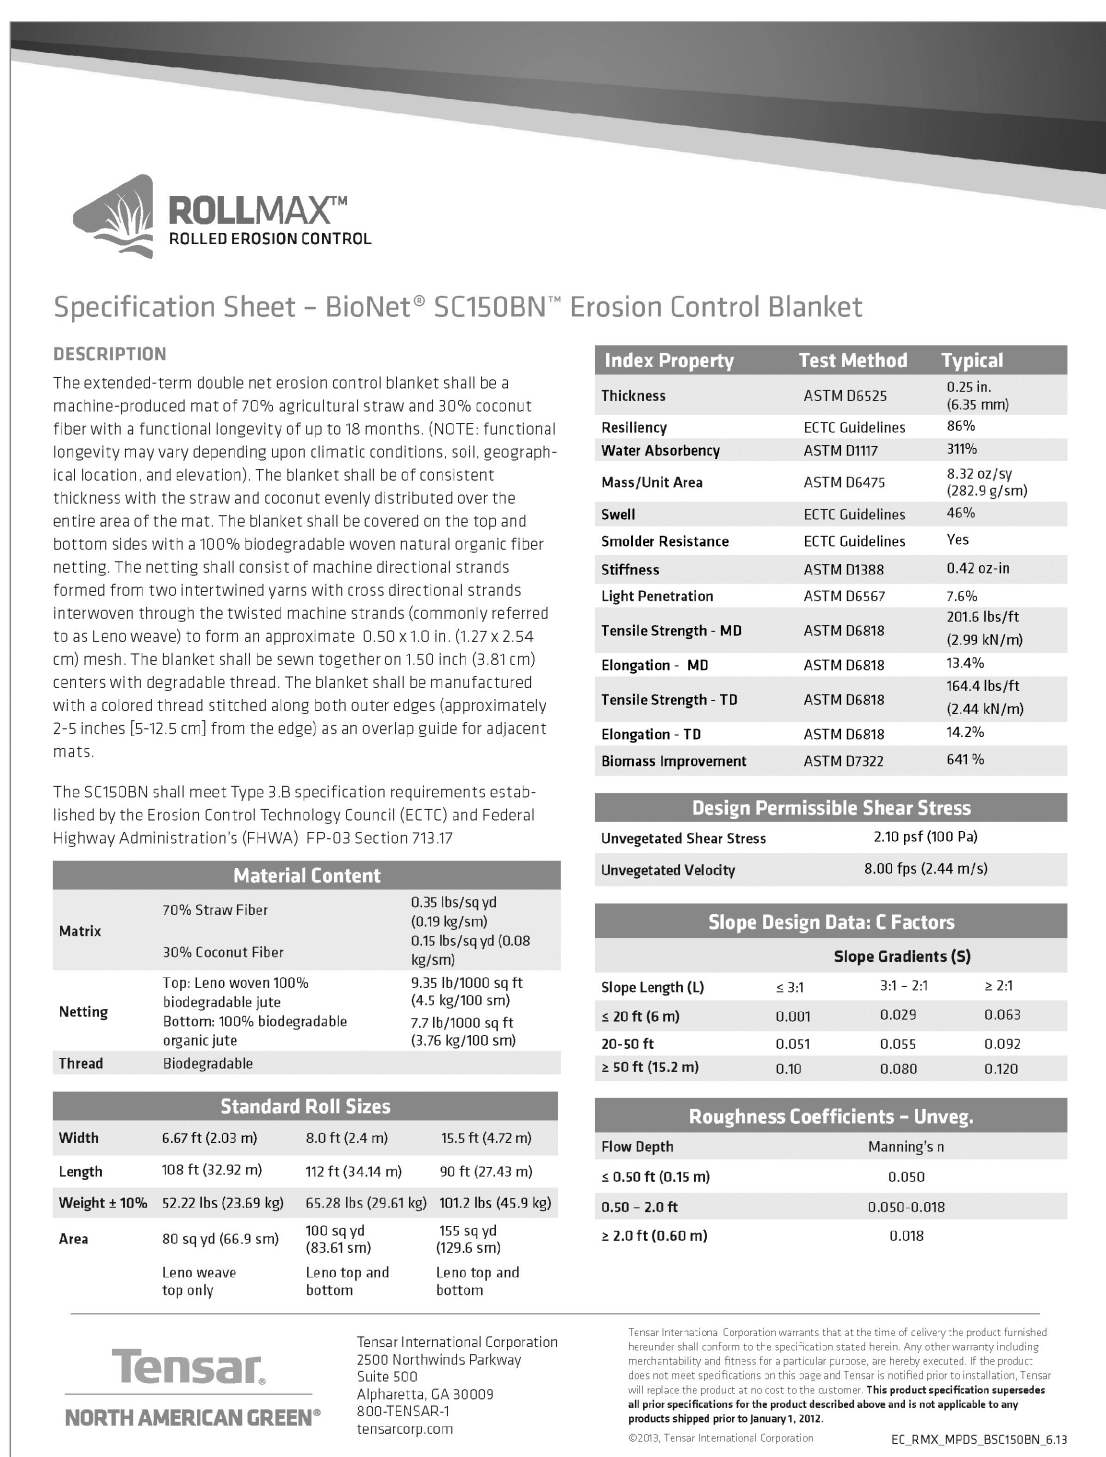 ROLLMAX™
ROLLED EROSION CONTROL
Specification Sheet – BioNet® SC150BN™ Erosion Control Blanket
DESCRIPTION
The extended-term double net erosion control blanket shall be a
machine-produced mat of 70% agricultural straw and 30% coconut
fiber with a functional longevity of up to 18 months. (NOTE: functional
longevity may vary depending upon climatic conditions, soil, geograph-
ical location, and elevation). The blanket shall be of consistent
thickness with the straw and coconut evenly distributed over the
entire area of the mat. The blanket shall be covered on the top and
bottom sides with a 100% biodegradable woven natural organic fiber
netting. The netting shall consist of machine directional strands
formed from two intertwined yarns with cross directional strands
interwoven through the twisted machine strands (commonly referred
to as Leno weave) to form an approximate 0.50 x 1.0 in. (1.27 x 2.54
cm) mesh. The blanket shall be sewn together on 1.50 inch (3.81 cm)
centers with degradable thread. The blanket shall be manufactured
with a colored thread stitched along both outer edges (approximately
2-5 inches [5-12.5 cm] from the edge) as an overlap guide for adjacent
mats.
The SC150BN shall meet Type 3.B specification requirements estab-
lished by the Erosion Control Technology Council (ECTC) and Federal
Highway Administration's (FHWA) FP-03 Section 713.17
Material Content
Matrix
70% Straw Fiber
0.35 lbs/sq yd
(0.19 kg/sm)
30% Coconut Fiber
0.15 lbs/sq yd (0.08
kg/sm)
Netting
Top: Leno woven 100%
biodegradable jute
9.35 lb/1000 sq ft
(4.5 kg/100 sm)
Bottom: 100% biodegradable
organic jute
7.7 lb/1000 sq ft
(3.76 kg/100 sm)
Thread Biodegradable
Standard Roll Sizes
Width 6.67 ft (2.03 m) 8.0 ft (2.4 m) 15.5 ft (4.72 m)
Length 108 ft (32.92 m) 112 ft (34.14 m) 90 ft (27.43 m)
Weight ± 10% 52.22 lbs (23.69 kg) 65.28 lbs (29.61 kg) 101.2 lbs (45.9 kg)
Area 80 sq yd (66.9 sm)
100 sq yd
(83.61 sm)
155 sq yd
(129.6 sm)
Leno weave
top only
Leno top and
bottom
Leno top and
bottom
Index Property Test Method Typical
Thickness ASTM D6525 0.25 in.
(6.35 mm)
Resiliency ECTC Guidelines 86%
Water Absorbency ASTM D1117 311%
Mass/Unit Area ASTM D6475 8.32 oz/sy
(282.9 g/sm)
Swell ECTC Guidelines 46%
Smolder Resistance ECTC Guidelines Yes
Stiffness ASTM D1388 0.42 oz-in
Light Penetration ASTM D6567 7.6%
Tensile Strength - MD ASTM D6818 201.6 lbs/ft
(2.99 kN/m)
Elongation - MD ASTM D6818 13.4%
Tensile Strength - TD ASTM D6818 164.4 lbs/ft
(2.44 kN/m)
Elongation - TD ASTM D6818 14.2%
Biomass Improvement ASTM D7322 641 %
Design Permissible Shear Stress
Unvegetated Shear Stress 2.10 psf (100 Pa)
Unvegetated Velocity 8.00 fps (2.44 m/s)
Slope Design Data: C Factors
Slope Gradients (S)
Slope Length (L) ≤ 3:1 3:1 – 2:1 ≥ 2:1
≤ 20 ft (6 m) 0.001 0.029 0.063
20-50 ft 0.051 0.055 0.092
≥ 50 ft (15.2 m) 0.10 0.080 0.120
Roughness Coefficients – Unveg.
Flow Depth Manning's n
≤ 0.50 ft (0.15 m) 0.050
0.50 – 2.0 ft 0.050-0.018
≥ 2.0 ft (0.60 m) 0.018
Tensar®
NORTH AMERICAN GREEN®
Tensar International Corporation
2500 Northwinds Parkway
Suite 500
Alpharetta, GA 30009
800-TENSAR-1
tensarcorp.com
Tensar International Corporation warrants that at the time of delivery the product furnished
hereunder shall conform to the specification stated herein. Any other warranty including
merchantability and fitness for a particular purpose, are hereby executed. If the product
does not meet specifications on this page and Tensar is notified prior to installation, Tensar
will replace the product at no cost to the customer. This product specification supersedes
all prior specifications for the product described above and is not applicable to any
products shipped prior to January 1, 2012.
©2013, Tensar International Corporation
EC_RMX_MPDS_BSC150BN_6.13